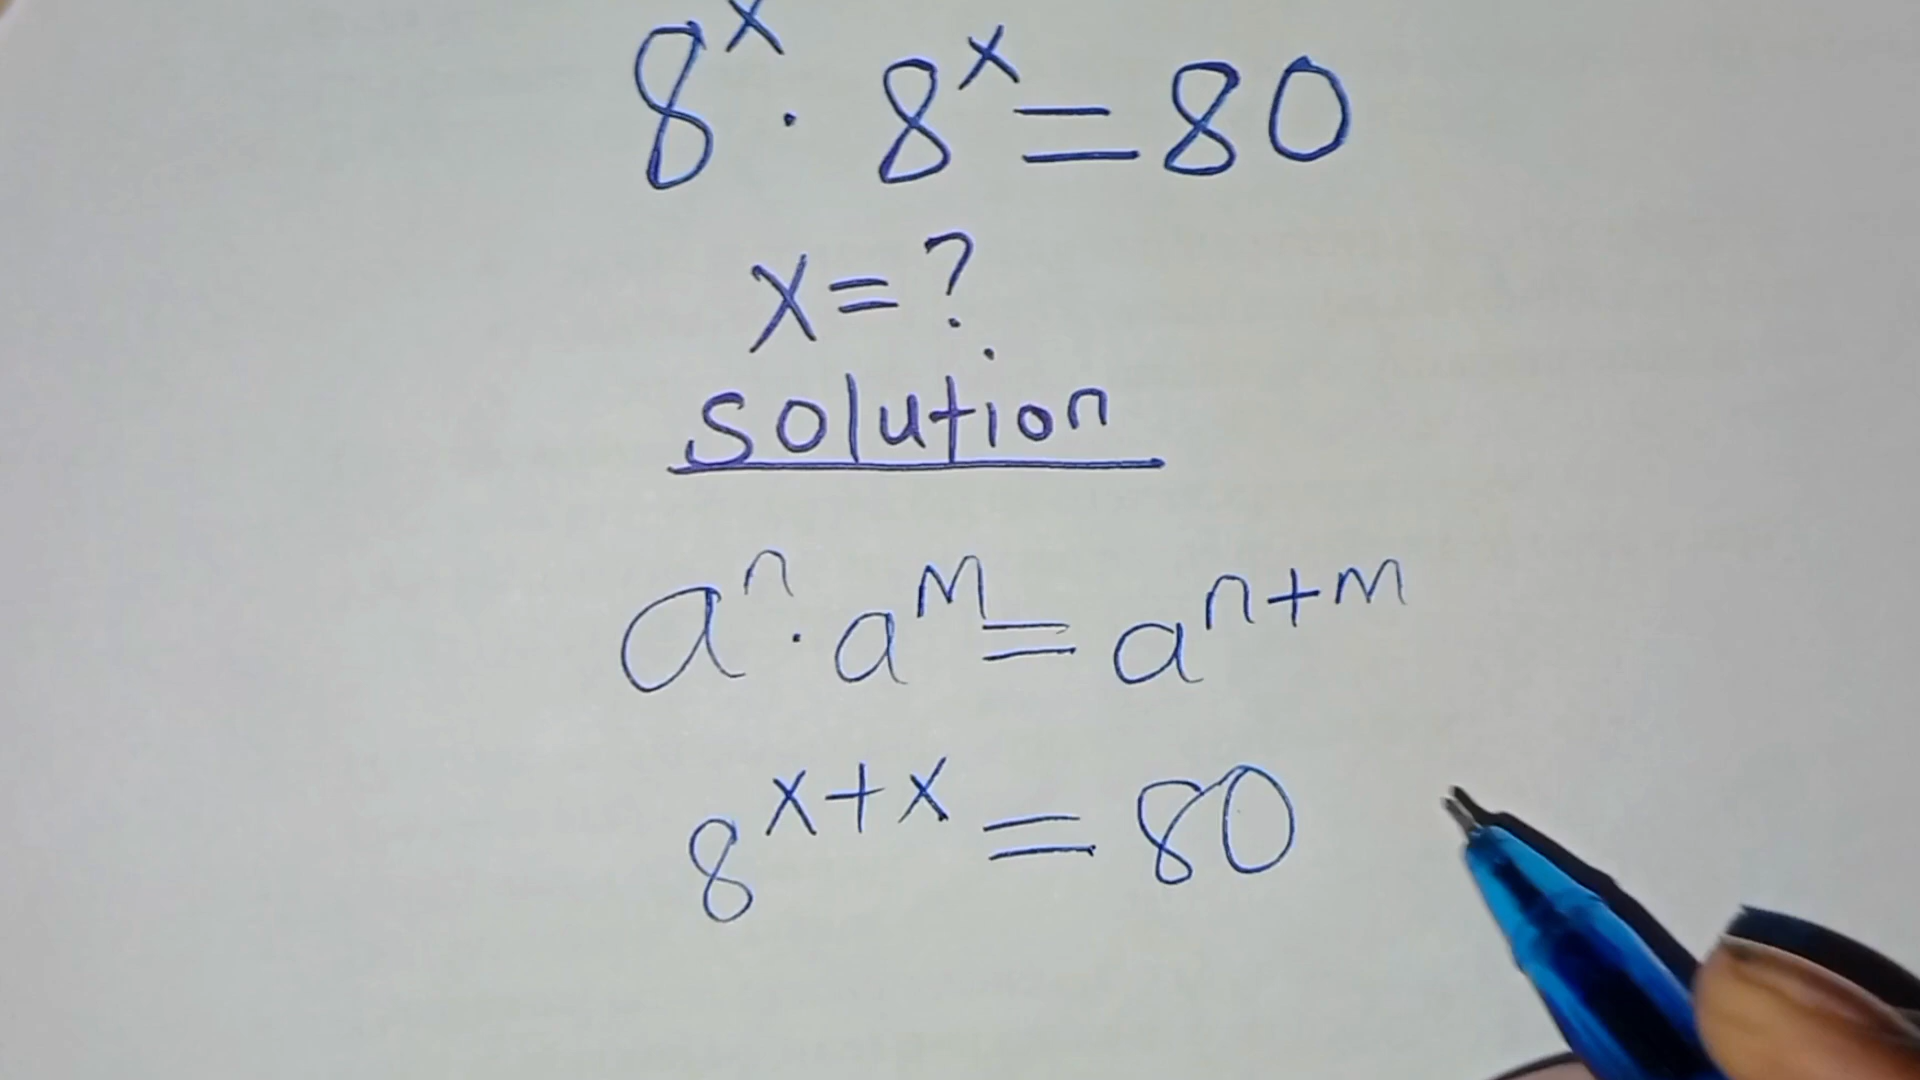 8^x · 8^x = 80
x = ?
solution
a^n · a^m = a^{n+m}
8^{x+x} = 80